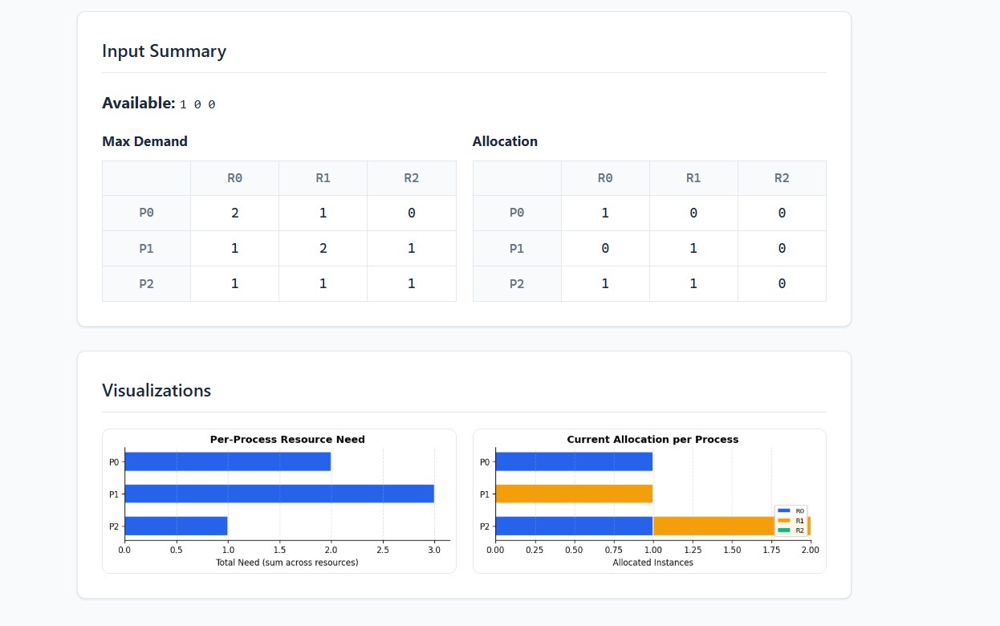 Input Summary
Available: 1 0 0
Max Demand
R0 R1 R2
P0 2 1 0
P1 1 2 1
P2 1 1 1
Allocation
R0 R1 R2
P0 1 0 0
P1 0 1 0
P2 1 1 0
Visualizations
Per-Process Resource Need
P0
P1
P2
0.0 0.5 1.0 1.5 2.0 2.5 3.0
Total Need (sum across resources)
Current Allocation per Process
P0
P1
P2
R0
R1
R2
0.00 0.25 0.50 0.75 1.00 1.25 1.50 1.75 2.00
Allocated Instances